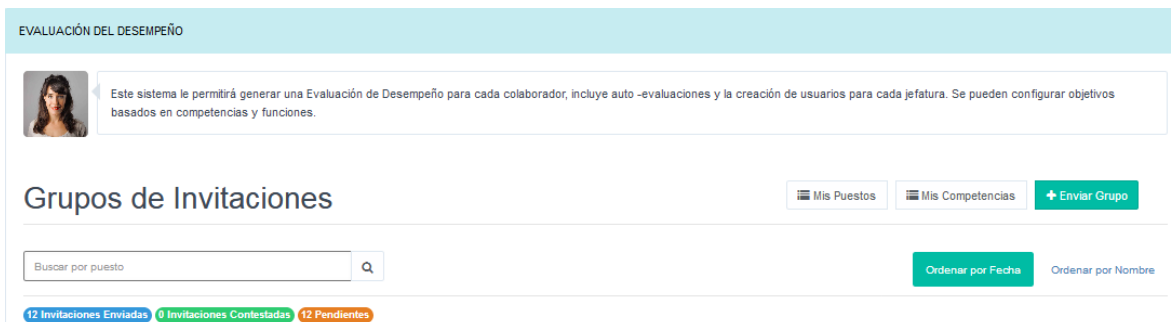 EVALUACIÓN DEL DESEMPEÑO
Este sistema le permitirá generar una Evaluación de Desempeño para cada colaborador, incluye auto -evaluaciones y la creación de usuarios para cada jefatura. Se pueden configurar objetivos
basados en competencias y funciones.
Grupos de Invitaciones
Mis Puestos
Mis Competencias
+ Enviar Grupo
Buscar por puesto
Ordenar por Fecha
Ordenar por Nombre
12 Invitaciones Enviadas 0 Invitaciones Contestadas 12 Pendientes